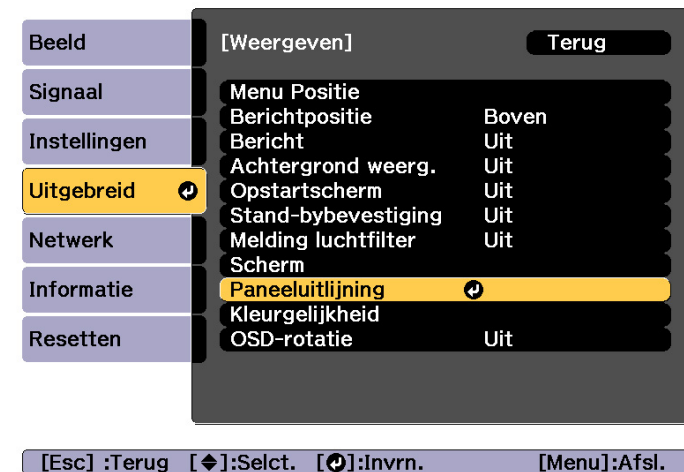 Beeld
Signaal
Instellingen
Uitgebreid
Netwerk
Informatie
Resetten
[Weergeven] Terug
Menu Positie
Berichtpositie Boven
Bericht Uit
Achtergrond weerg. Uit
Opstartscherm Uit
Stand-bybevestiging Uit
Melding luchtfilter Uit
Scherm
Paneeluitlijning
Kleurgelijkheid
OSD-rotatie Uit
[Esc] :Terug [◆]:Selct. [↵]:Invrn. [Menu]:Afsl.